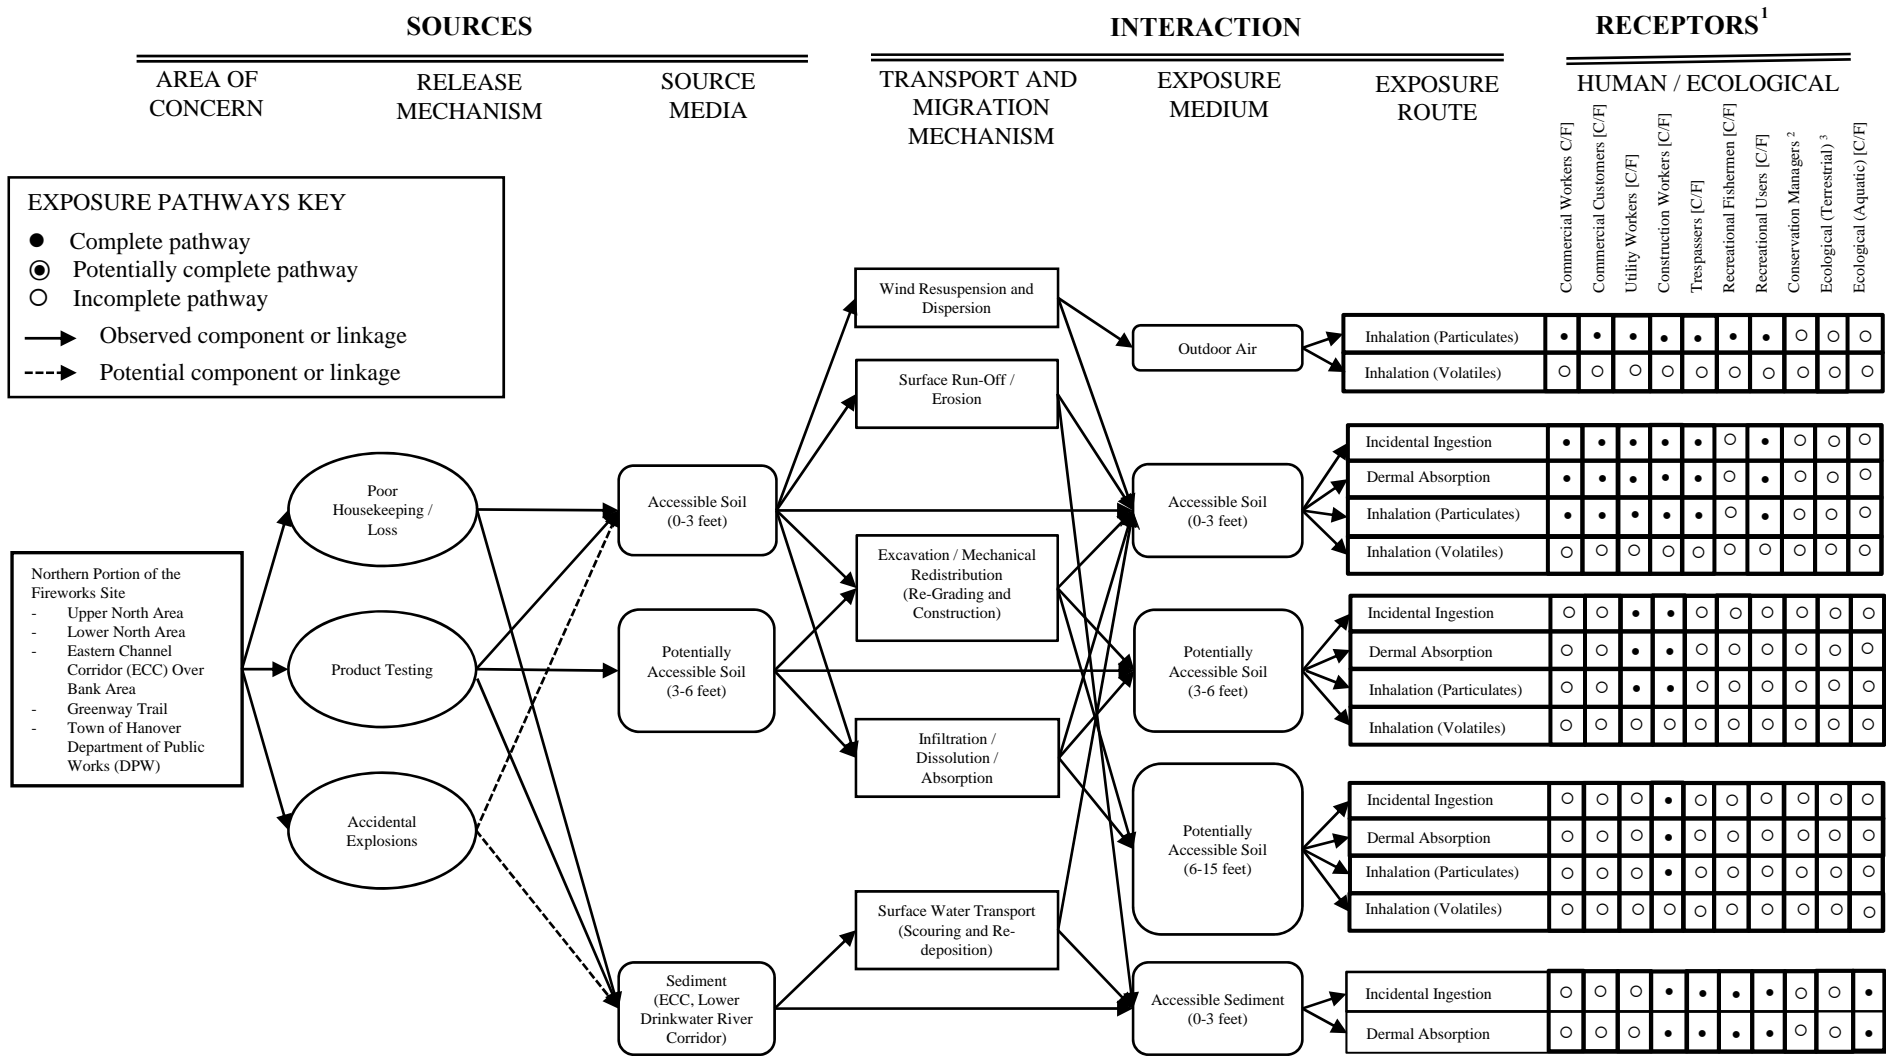 SOURCES
INTERACTION
RECEPTORS1
AREA OF
CONCERN
RELEASE
MECHANISM
SOURCE
MEDIA
TRANSPORT AND
MIGRATION
MECHANISM
EXPOSURE
MEDIUM
EXPOSURE
ROUTE
HUMAN / ECOLOGICAL
Commercial Workers C/F]
Commercial Customers [C/F]
Utility Workers [C/F]
Construction Workers [C/F]
Trespassers [C/F]
Recreational Fishermen [C/F]
Recreational Users [C/F]
Conservation Managers 2
Ecological (Terrestrial) 3
Ecological (Aquatic) [C/F]
EXPOSURE PATHWAYS KEY
Complete pathway
Potentially complete pathway
Incomplete pathway
Observed component or linkage
Potential component or linkage
Northern Portion of the
Fireworks Site
- Upper North Area
- Lower North Area
- Eastern Channel
Corridor (ECC) Over
Bank Area
- Greenway Trail
- Town of Hanover
Department of Public
Works (DPW)
Poor
Housekeeping /
Loss
Product Testing
Accidental
Explosions
Accessible Soil
(0-3 feet)
Potentially
Accessible Soil
(3-6 feet)
Sediment
(ECC, Lower
Drinkwater River
Corridor)
Wind Resuspension and
Dispersion
Surface Run-Off /
Erosion
Excavation / Mechanical
Redistribution
(Re-Grading and
Construction)
Infiltration /
Dissolution /
Absorption
Surface Water Transport
(Scouring and Re-
deposition)
Outdoor Air
Accessible Soil
(0-3 feet)
Potentially
Accessible Soil
(3-6 feet)
Potentially
Accessible Soil
(6-15 feet)
Accessible Sediment
(0-3 feet)
Inhalation (Particulates)
Inhalation (Volatiles)
Incidental Ingestion
Dermal Absorption
Inhalation (Particulates)
Inhalation (Volatiles)
Incidental Ingestion
Dermal Absorption
Inhalation (Particulates)
Inhalation (Volatiles)
Incidental Ingestion
Dermal Absorption
Inhalation (Particulates)
Inhalation (Volatiles)
Incidental Ingestion
Dermal Absorption